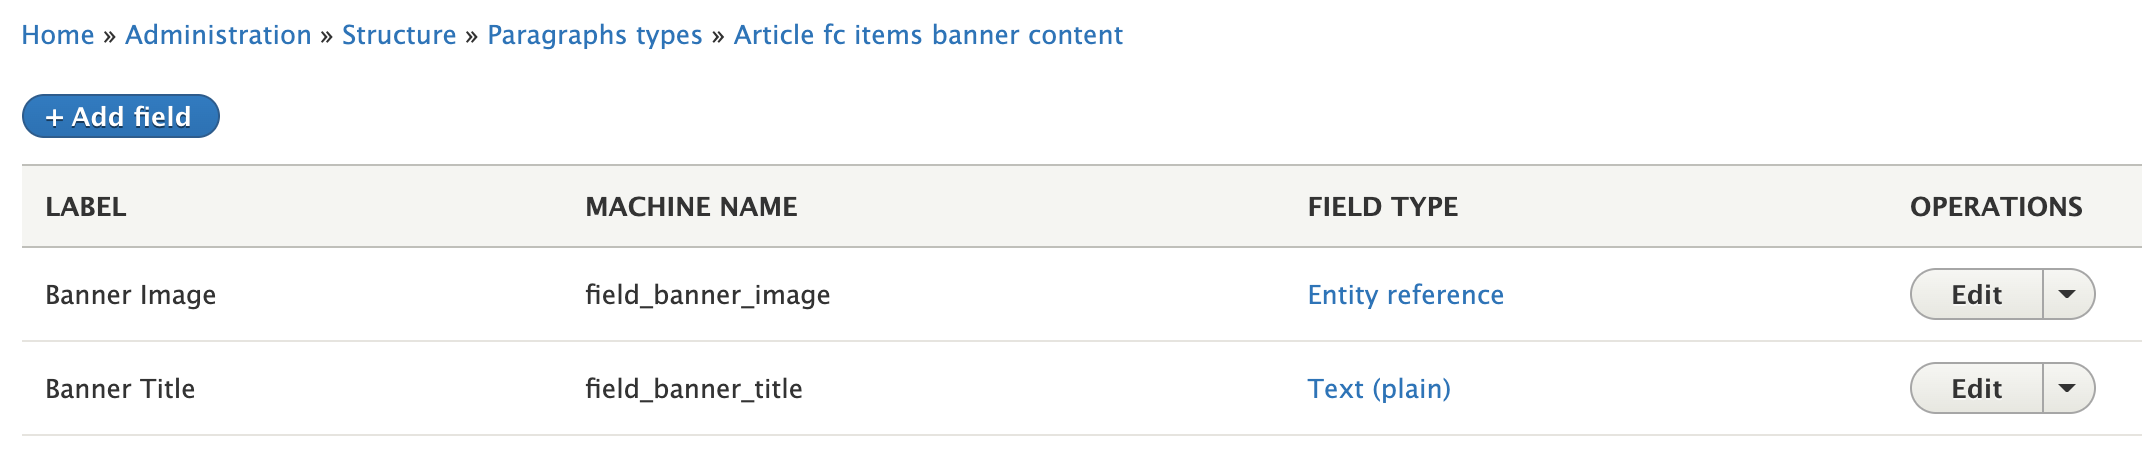 Home » Administration » Structure » Paragraphs types » Article fc items banner content
+ Add field
LABEL MACHINE NAME FIELD TYPE OPERATIONS
Banner Image field_banner_image Entity reference Edit
Banner Title field_banner_title Text (plain) Edit